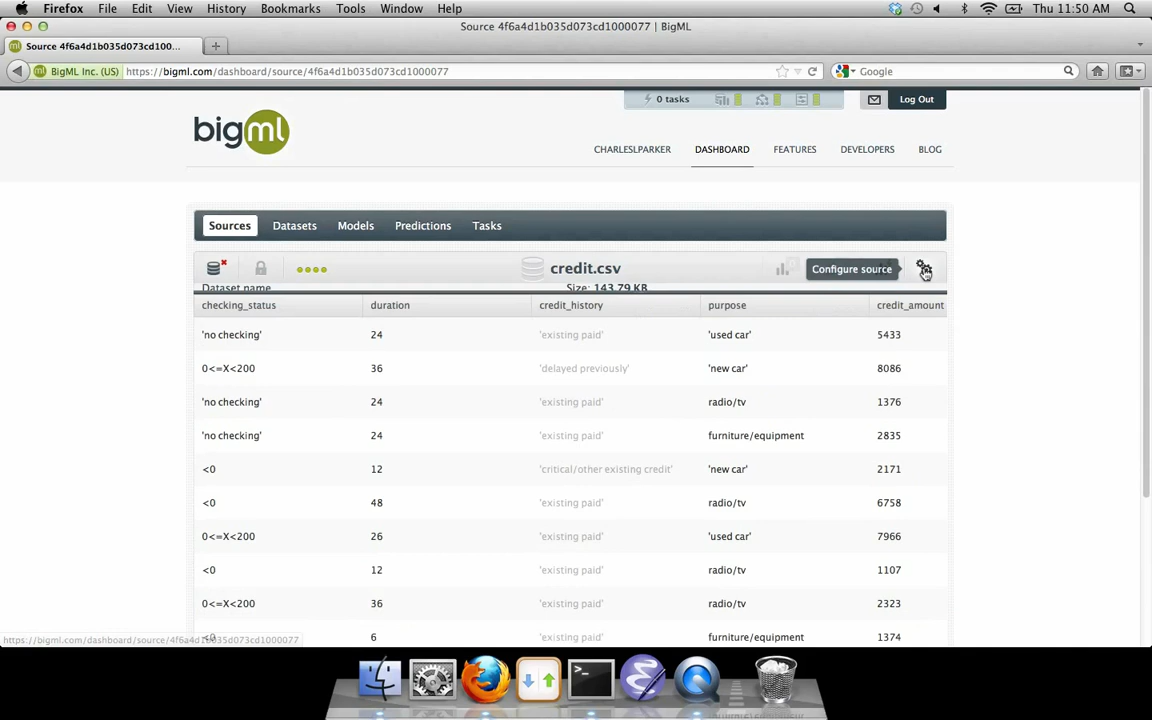 Firefox File Edit View History Bookmarks Tools Window Help Thu 11:50 AM
Source 4f6a4d1b035d073cd1000077 | BigML
Source 4f6a4d1b035d073cd100...
BigML Inc. (US) https://bigml.com/dashboard/source/4f6a4d1b035d073cd1000077 Google
0 tasks Log Out
bigml
CHARLESLPARKER DASHBOARD FEATURES DEVELOPERS BLOG
Sources Datasets Models Predictions Tasks
credit.csv Configure source
Dataset name Size: 143.79 KB
checking_status duration credit_history purpose credit_amount
'no checking' 24 'existing paid' 'used car' 5433
0<=X<200 36 'delayed previously' 'new car' 8086
'no checking' 24 'existing paid' radio/tv 1376
'no checking' 24 'existing paid' furniture/equipment 2835
<0 12 'critical/other existing credit' 'new car' 2171
<0 48 'existing paid' radio/tv 6758
0<=X<200 26 'existing paid' 'used car' 7966
<0 12 'existing paid' radio/tv 1107
0<=X<200 36 'existing paid' radio/tv 2323
<0 6 'existing paid' furniture/equipment 1374
https://bigml.com/dashboard/source/4f6a4d1b035d073cd1000077